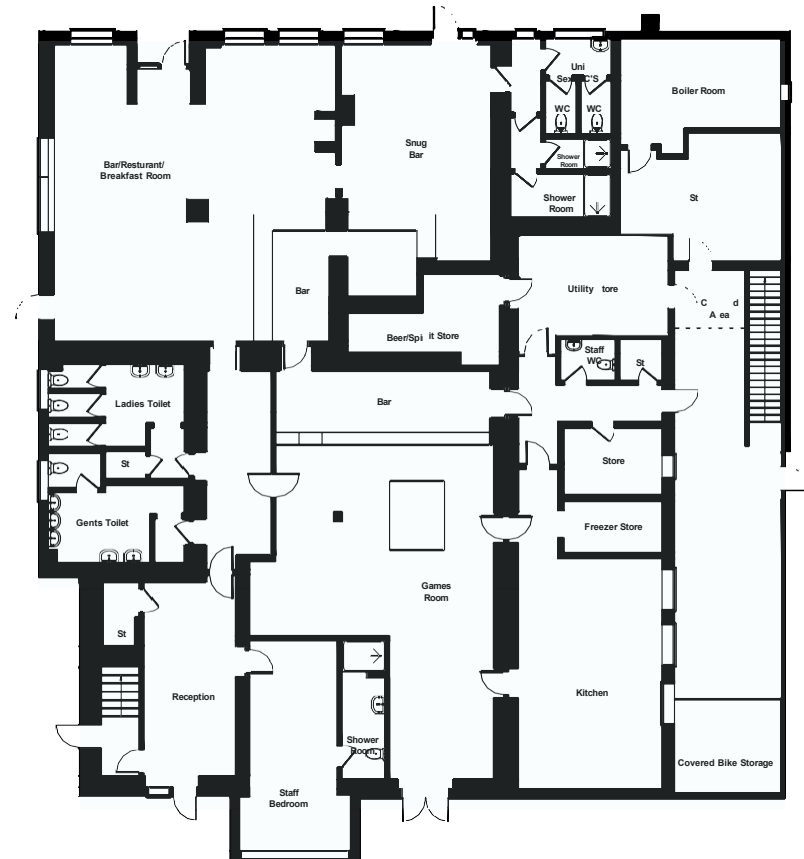 Uni
Sex WC'S
Boiler Room
WC
WC
Snug
Bar
Bar/Resturant/
Breakfast Room
Shower
Room
Shower
Room
St
Bar
Utility
tore
C d
A ea
Beer/Spi it Store
Staff
WC
St
Ladies Toilet
Bar
St
Store
Gents Toilet
Freezer Store
Games
Room
St
Reception
Kitchen
Shower
Room
Covered Bike Storage
Staff
Bedroom